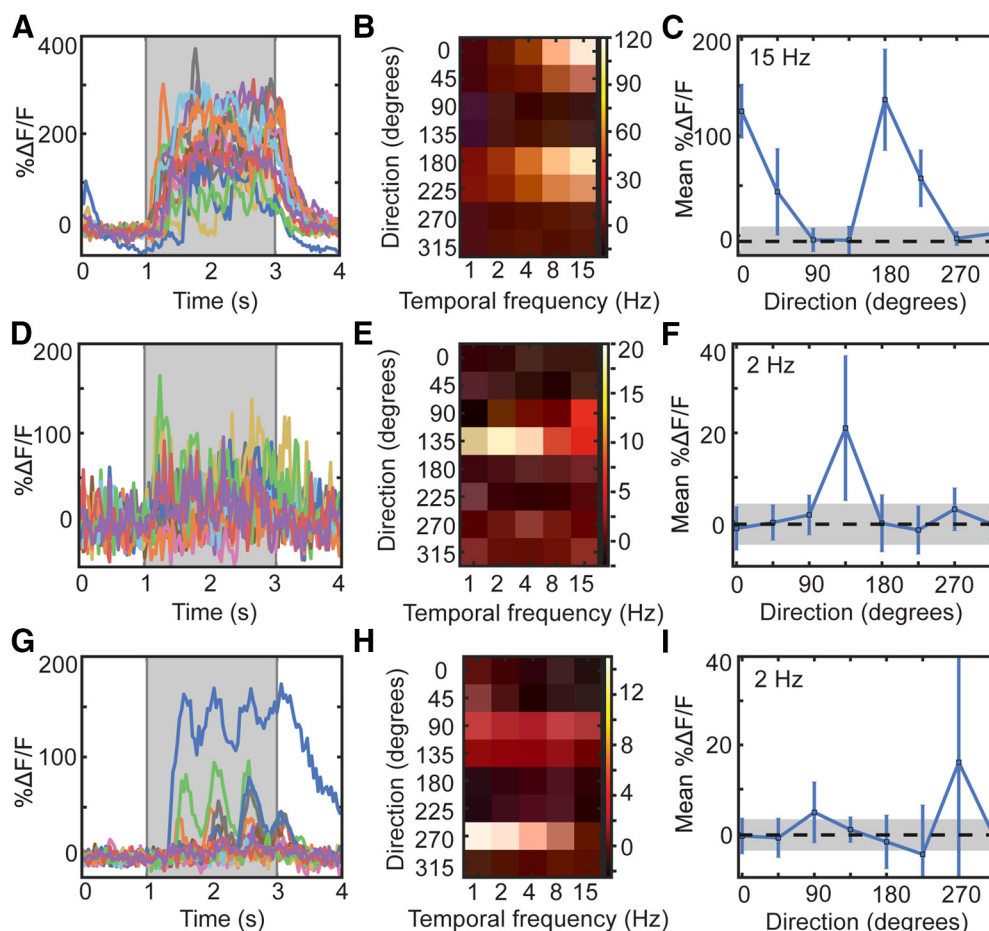 A
400
200
0
%ΔF/F
0 1 2 3 4
Time (s)
B
Direction (degrees)
0
45
90
135
180
225
270
315
1 2 4 8 15
Temporal frequency (Hz)
120
90
60
30
0
C
200
100
0
Mean %ΔF/F
15 Hz
0 90 180 270
Direction (degrees)
D
200
100
0
%ΔF/F
0 1 2 3 4
Time (s)
E
Direction (degrees)
0
45
90
135
180
225
270
315
1 2 4 8 15
Temporal frequency (Hz)
20
15
10
5
0
F
40
20
0
Mean %ΔF/F
2 Hz
0 90 180 270
Direction (degrees)
G
200
100
0
%ΔF/F
0 1 2 3 4
Time (s)
H
Direction (degrees)
0
45
90
135
180
225
270
315
1 2 4 8 15
Temporal frequency (Hz)
12
8
4
0
I
40
20
0
Mean %ΔF/F
2 Hz
0 90 180 270
Direction (degrees)